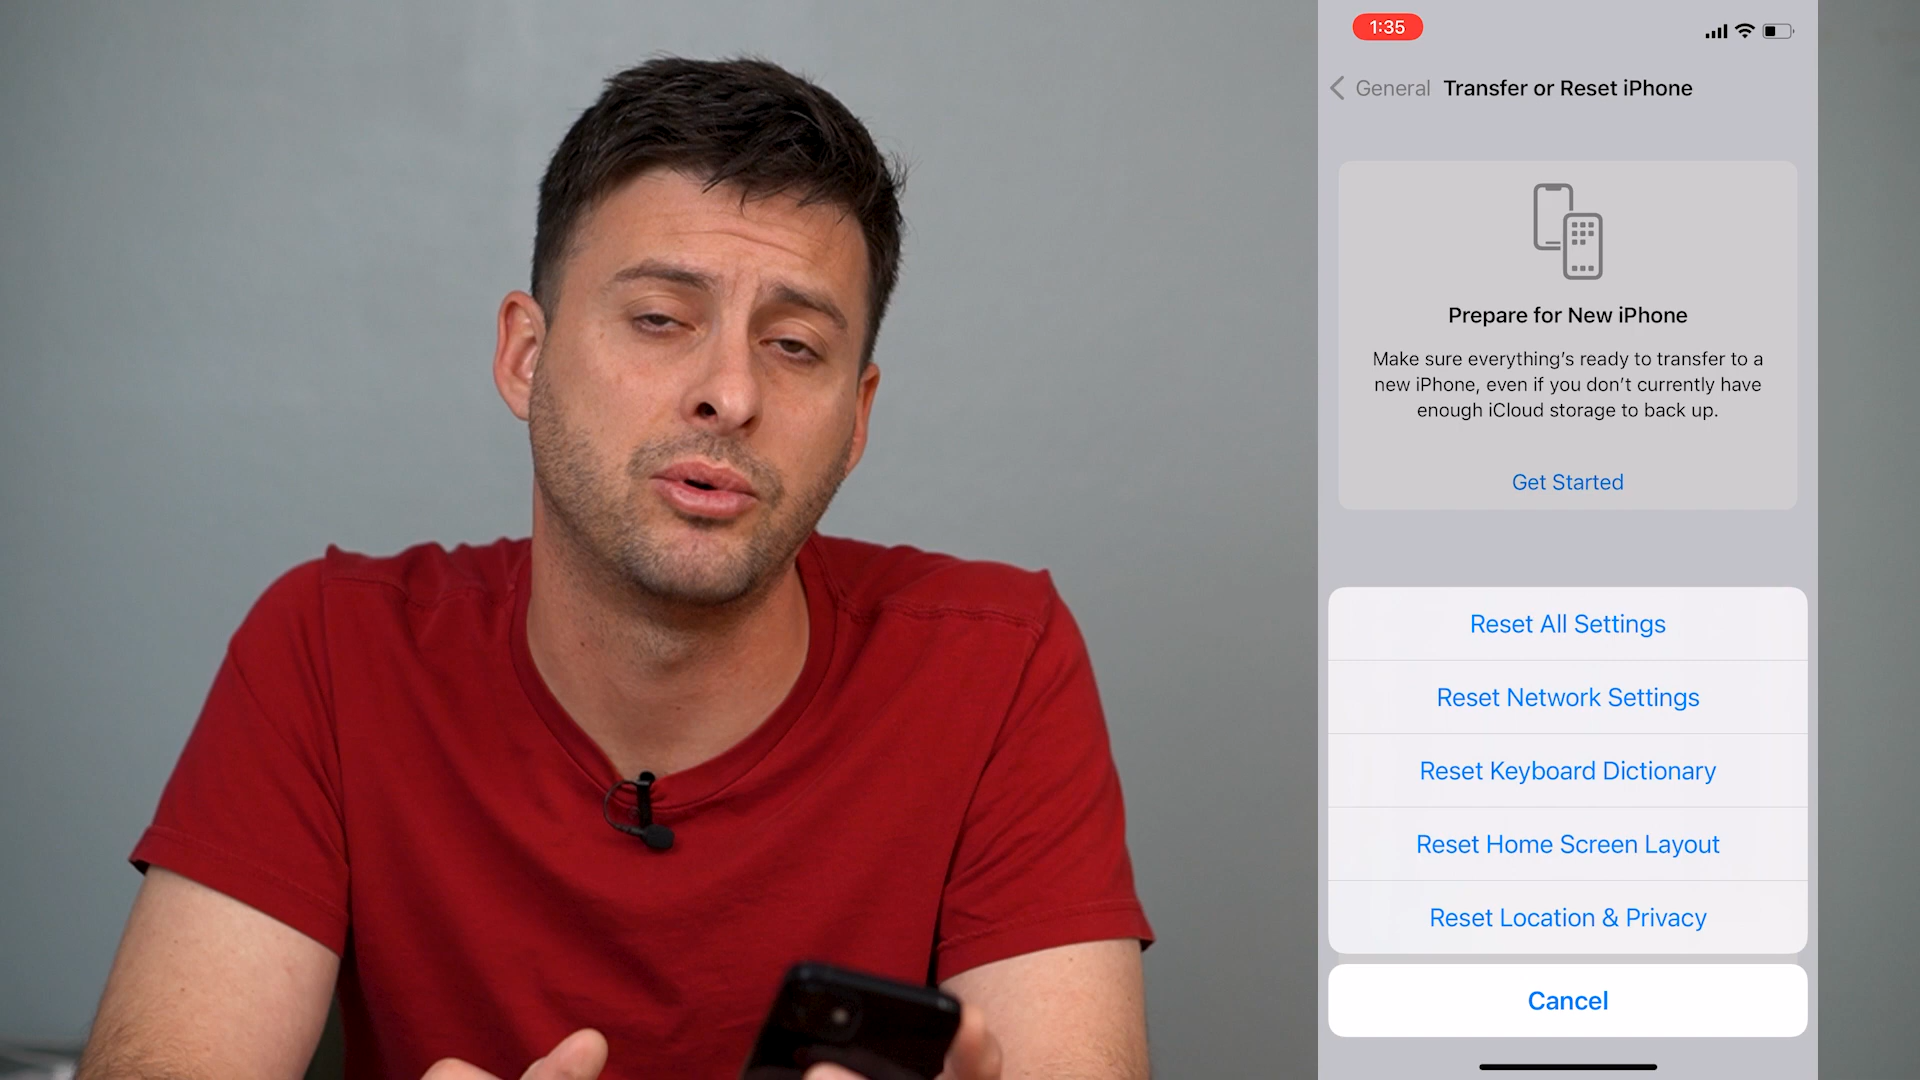 1:35
General Transfer or Reset iPhone
Prepare for New iPhone
Make sure everything’s ready to transfer to a
new iPhone, even if you don’t currently have
enough iCloud storage to back up.
Get Started
Reset All Settings
Reset Network Settings
Reset Keyboard Dictionary
Reset Home Screen Layout
Reset Location & Privacy
Cancel